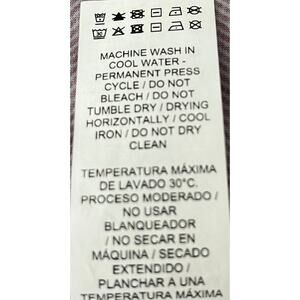 MACHINE WASH IN
COOL WATER -
PERMANENT PRESS
CYCLE / DO NOT
BLEACH / DO NOT
TUMBLE DRY / DRYING
HORIZONTALLY / COOL
IRON / DO NOT DRY
CLEAN
TEMPERATURA MÁXIMA
DE LAVADO 30°C.
PROCESO MODERADO /
NO USAR
BLANQUEADOR
/ NO SECAR EN
MÁQUINA / SECADO
EXTENDIDO /
PLANCHAR A UNA
TEMPERATURA MÁXIMA